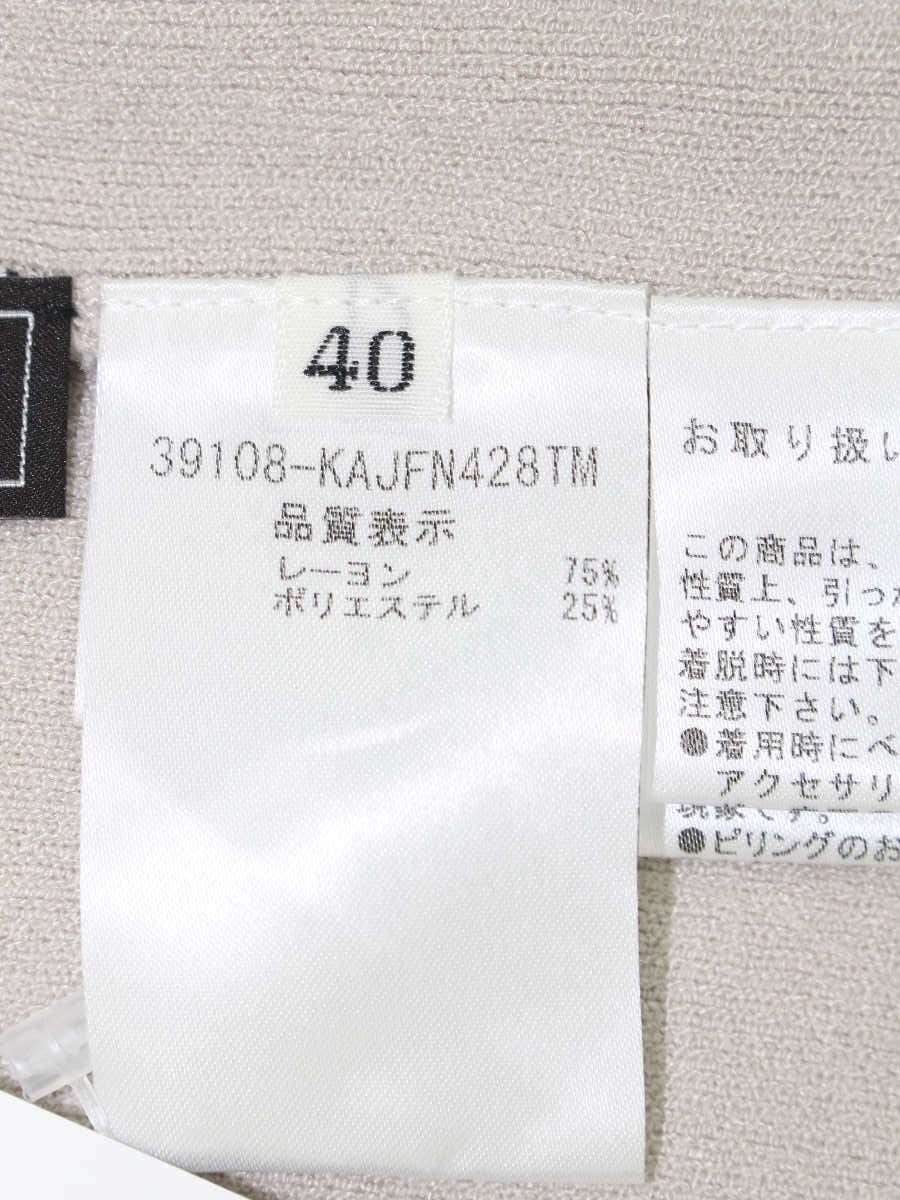 40
39108-KAJFN428TM
品質表示
レーヨン 75%
ポリエステル 25%
お取り扱い
この商品は、
性質上、引っか
やすい性質を
着脱時には下
注意下さい。
●着用時にベ
アクセサリ
現象です。
●ピリングのお